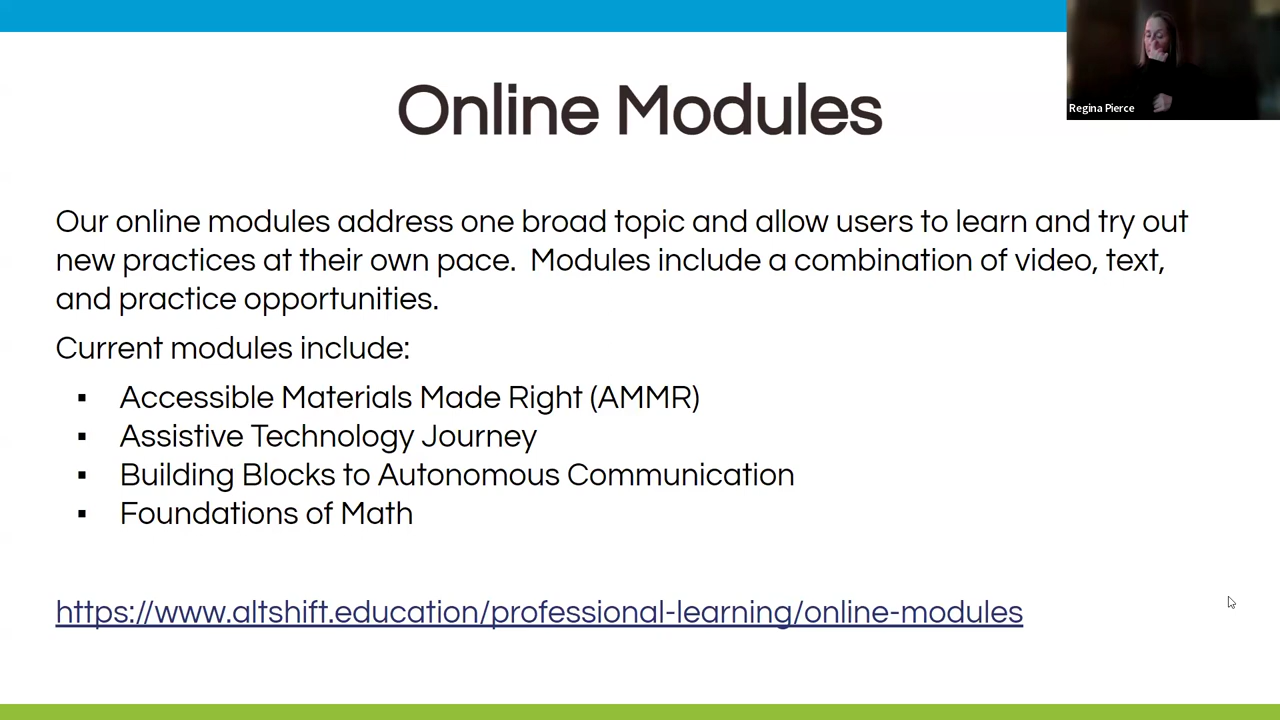 Online Modules
Regina Pierce
Our online modules address one broad topic and allow users to learn and try out
new practices at their own pace.  Modules include a combination of video, text,
and practice opportunities.
Current modules include:
▪ Accessible Materials Made Right (AMMR)
▪ Assistive Technology Journey
▪ Building Blocks to Autonomous Communication
▪ Foundations of Math
https://www.altshift.education/professional-learning/online-modules